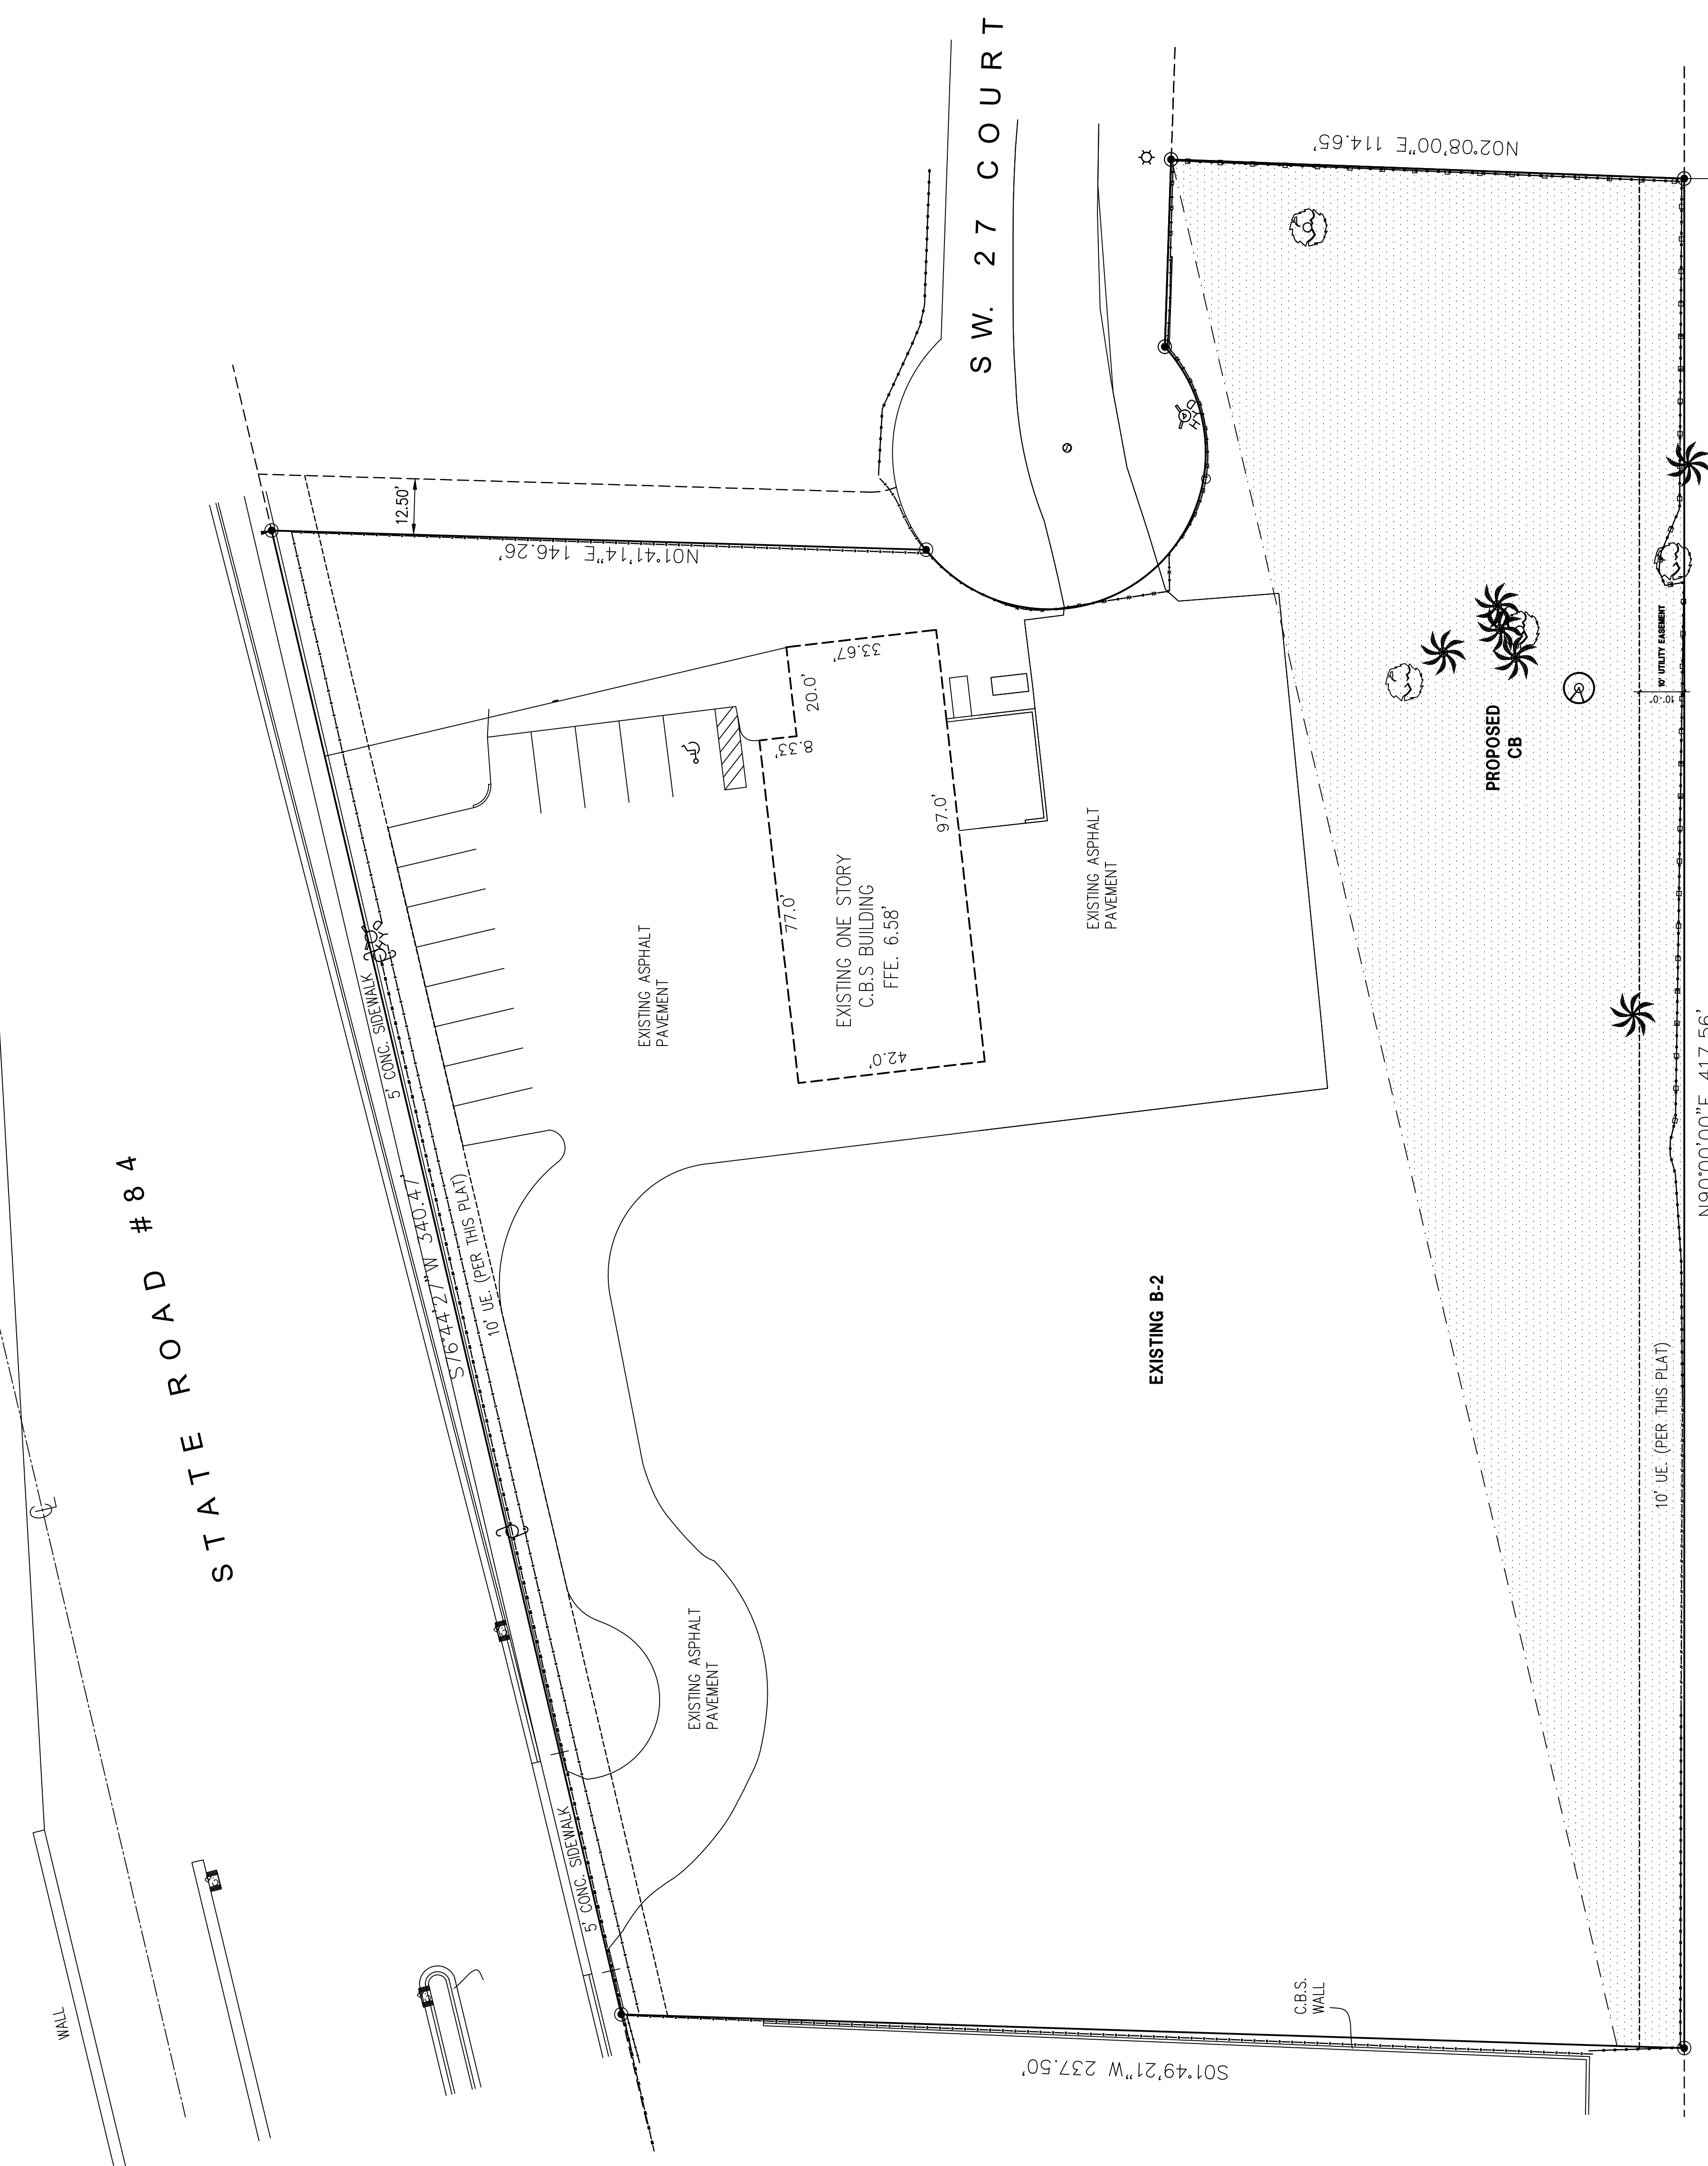 STATE ROAD #84
WALL
℄
5' CONC. SIDEWALK
S76°44'27"W 340.47'
10' UE. (PER THIS PLAT)
5' CONC. SIDEWALK
12.50'
N01°41'14"E 146.26'
SW. 27 COURT
HYD
HYD
N02°08'00"E 114.65'
33.67'
20.0'
8.33'
77.0'
97.0'
42.0'
EXISTING ONE STORY
C.B.S BUILDING
FFE. 6.58'
EXISTING ASPHALT
PAVEMENT
EXISTING ASPHALT
PAVEMENT
EXISTING ASPHALT
PAVEMENT
EXISTING B-2
PROPOSED
CB
10' UTILITY EASEMENT
10'-0"
10' UE. (PER THIS PLAT)
N90°00'00"E 417.56'
C.B.S.
WALL
S01°49'21"W 237.50'